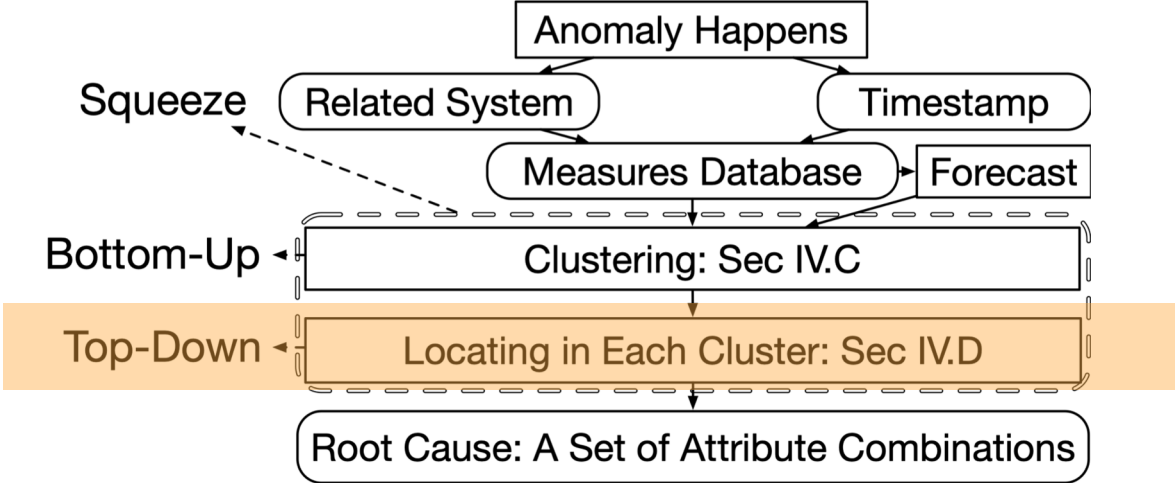 Anomaly Happens
Squeeze
Related System
Timestamp
Measures Database
Forecast
Bottom-Up
Clustering: Sec IV.C
Top-Down
Locating in Each Cluster: Sec IV.D
Root Cause: A Set of Attribute Combinations